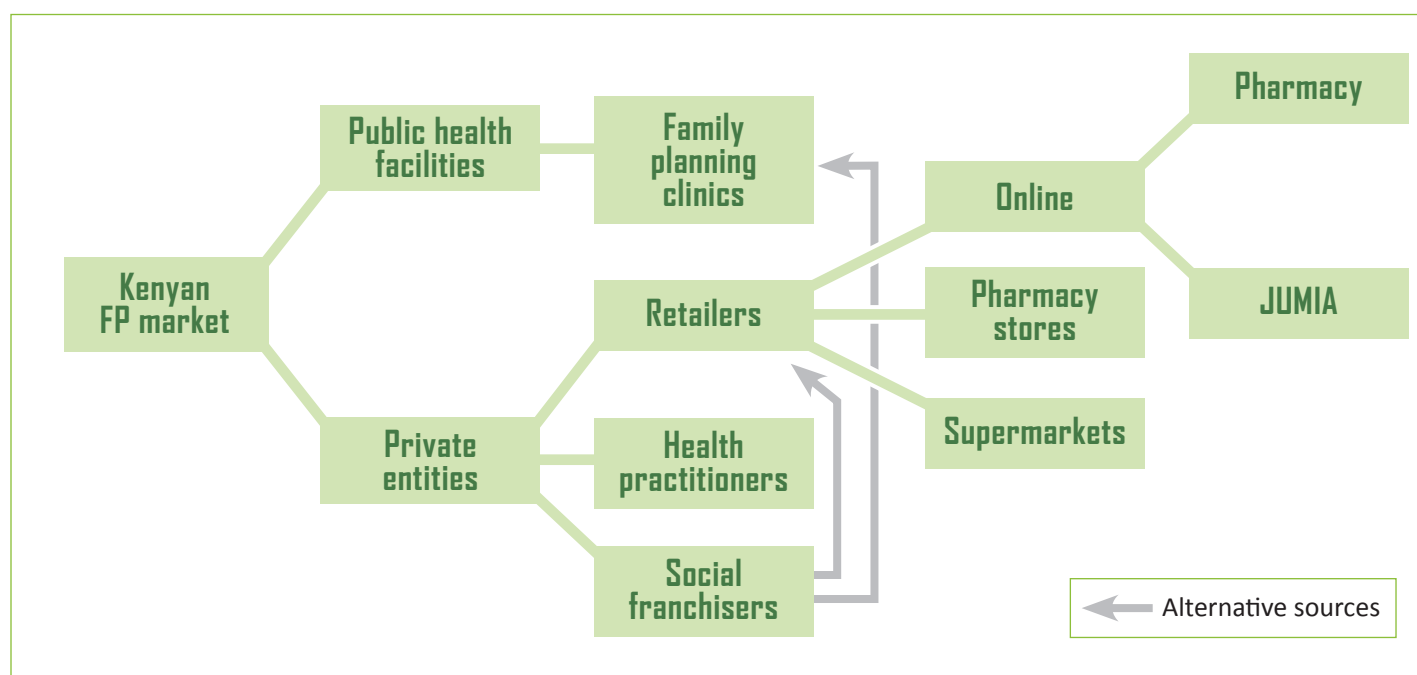 Kenyan
FP market
Public health
facilities
Private
entities
Family
planning
clinics
Retailers
Health
practitioners
Social
franchisers
Online
Pharmacy
stores
Supermarkets
Pharmacy
JUMIA
Alternative sources